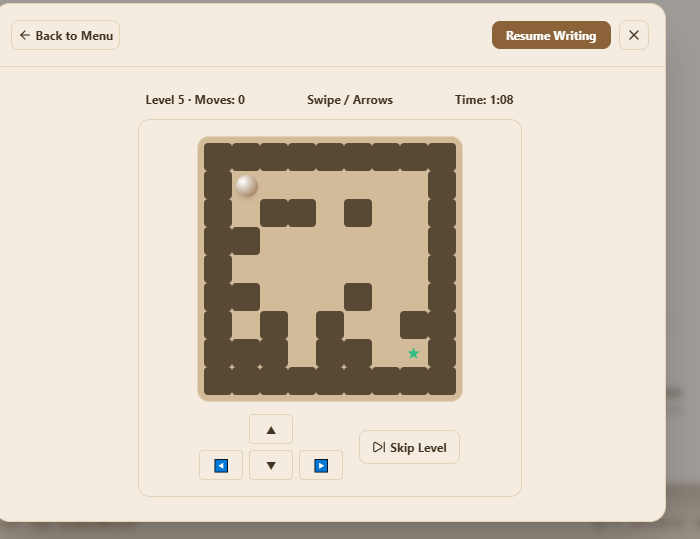 Back to Menu
Resume Writing
Level 5 · Moves: 0
Swipe / Arrows
Time: 1:08
Skip Level